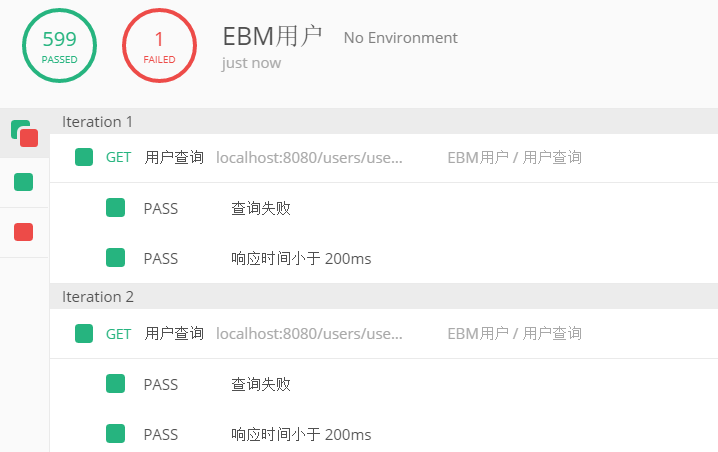 599
PASSED
1
FAILED
EBM用户 No Environment
just now
Iteration 1
GET 用户查询 localhost:8080/users/use... EBM用户 / 用户查询
PASS 查询失败
PASS 响应时间小于 200ms
Iteration 2
GET 用户查询 localhost:8080/users/use... EBM用户 / 用户查询
PASS 查询失败
PASS 响应时间小于 200ms